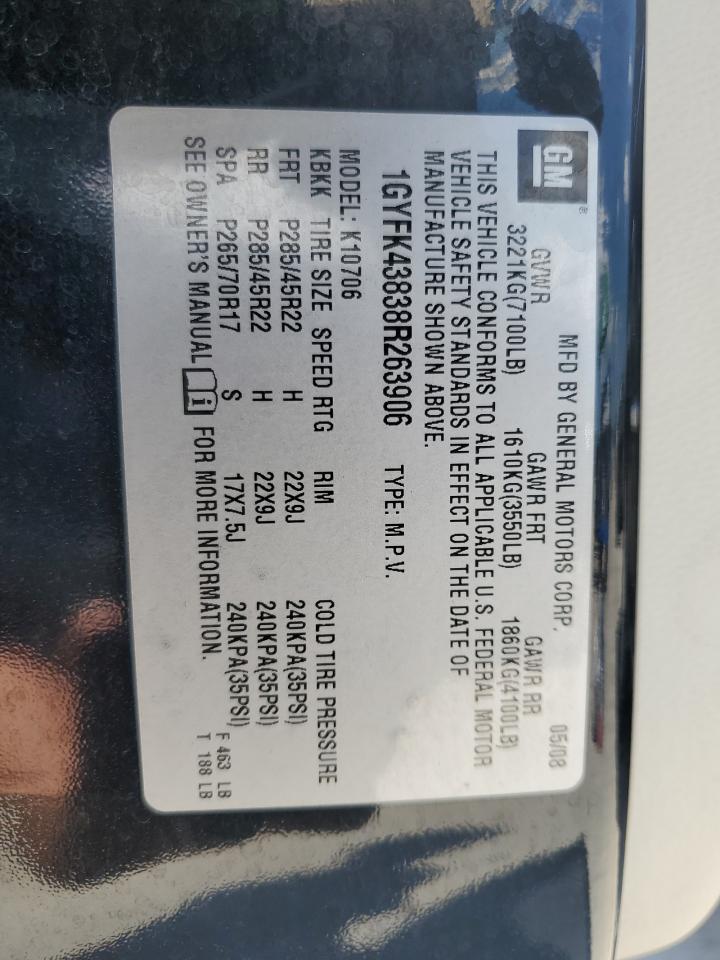 GM®
MFD BY GENERAL MOTORS CORP. 05/08
GVWR GAWR FRT GAWR RR
3221KG(7100LB) 1610KG(3550LB) 1860KG(4100LB)
THIS VEHICLE CONFORMS TO ALL APPLICABLE U.S. FEDERAL MOTOR
VEHICLE SAFETY STANDARDS IN EFFECT ON THE DATE OF
MANUFACTURE SHOWN ABOVE.
1GYFK43838R263906 TYPE: M.P.V.
MODEL: K10706
KBKK TIRE SIZE SPEED RTG RIM COLD TIRE PRESSURE
FRT P285/45R22 H 22X9J 240KPA(35PSI)
RR P285/45R22 H 22X9J 240KPA(35PSI)
SPA P265/70R17 S 17X7.5J 240KPA(35PSI) F 463 LB
SEE OWNER'S MANUAL i FOR MORE INFORMATION. T 188 LB